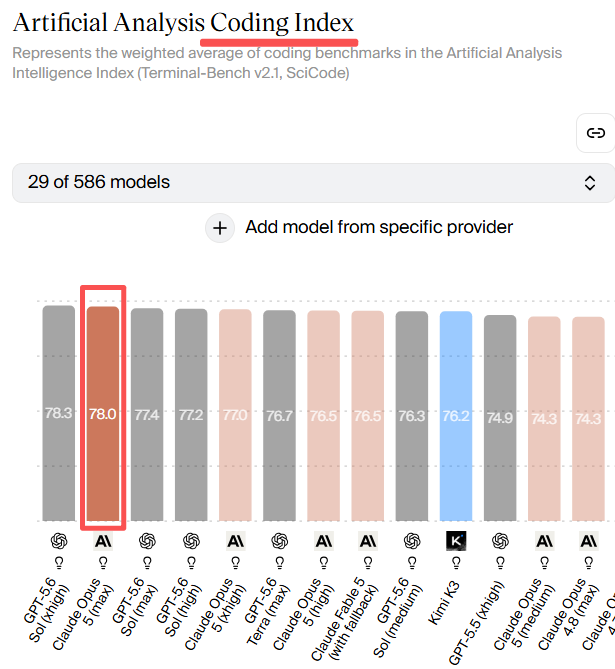 Artificial Analysis Coding Index
Represents the weighted average of coding benchmarks in the Artificial Analysis
Intelligence Index (Terminal-Bench v2.1, SciCode)
29 of 586 models
Add model from specific provider
78.3 78.0 77.4 77.2 77.0 76.7 76.5 76.5 76.3 76.2 74.9 74.3 74.3
K
GPT-5.6
Sol (xhigh)
Claude Opus
5 (max)
GPT-5.6
Sol (max)
GPT-5.6
Sol (high)
Claude Opus
5 (xhigh)
GPT-5.6
Terra (max)
Claude Opus
5 (high)
Claude Fable 5
(with fallback)
GPT-5.6
Sol (medium)
Kimi K3
GPT-5.5 (xhigh)
Claude Opus
5 (medium)
Claude Opus
4.8 (max)